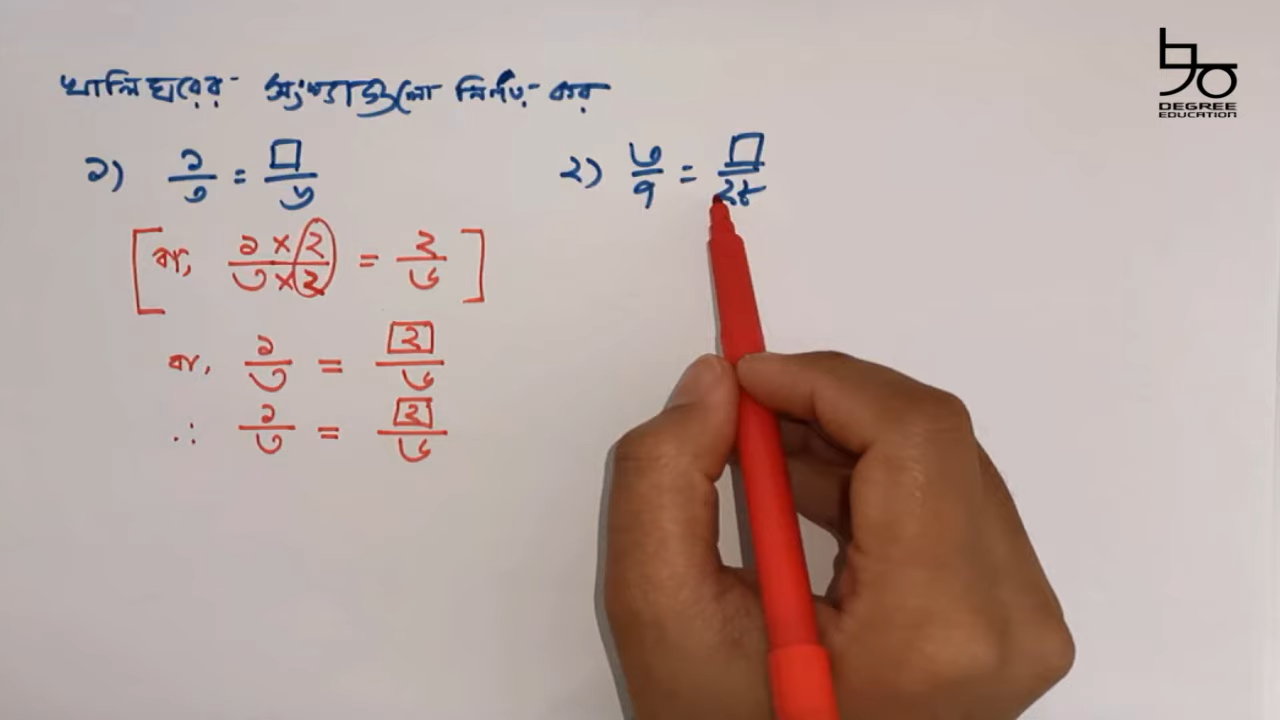 খালিঘরের সংখ্যাগুলো নির্ণয় কর
১) ১/৩ = □/৬
২) ৬/৭ = □/২৮
[বা, ১×২/৩×২ = ২/৬]
বা, ১/৩ = ২/৬
∴ ১/৩ = ২/৬
DEGREE
EDUCATION